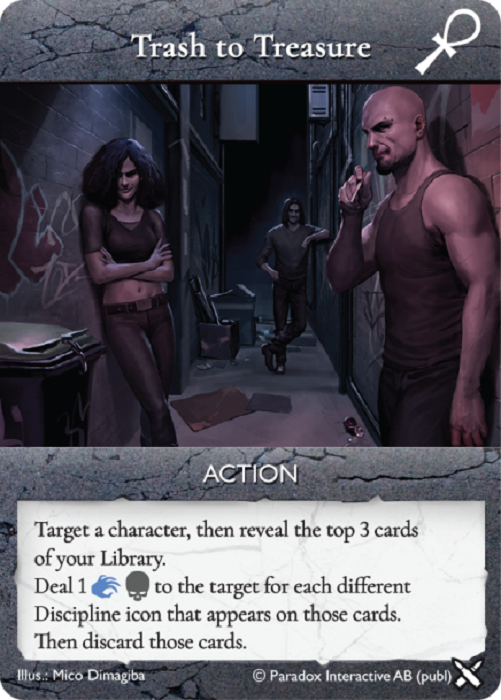 Trash to Treasure
ACTION
Target a character, then reveal the top 3 cards
of your Library.
Deal 1 to the target for each different
Discipline icon that appears on those cards.
Then discard those cards.
Illus.: Mico Dimagiba
© Paradox Interactive AB (publ)